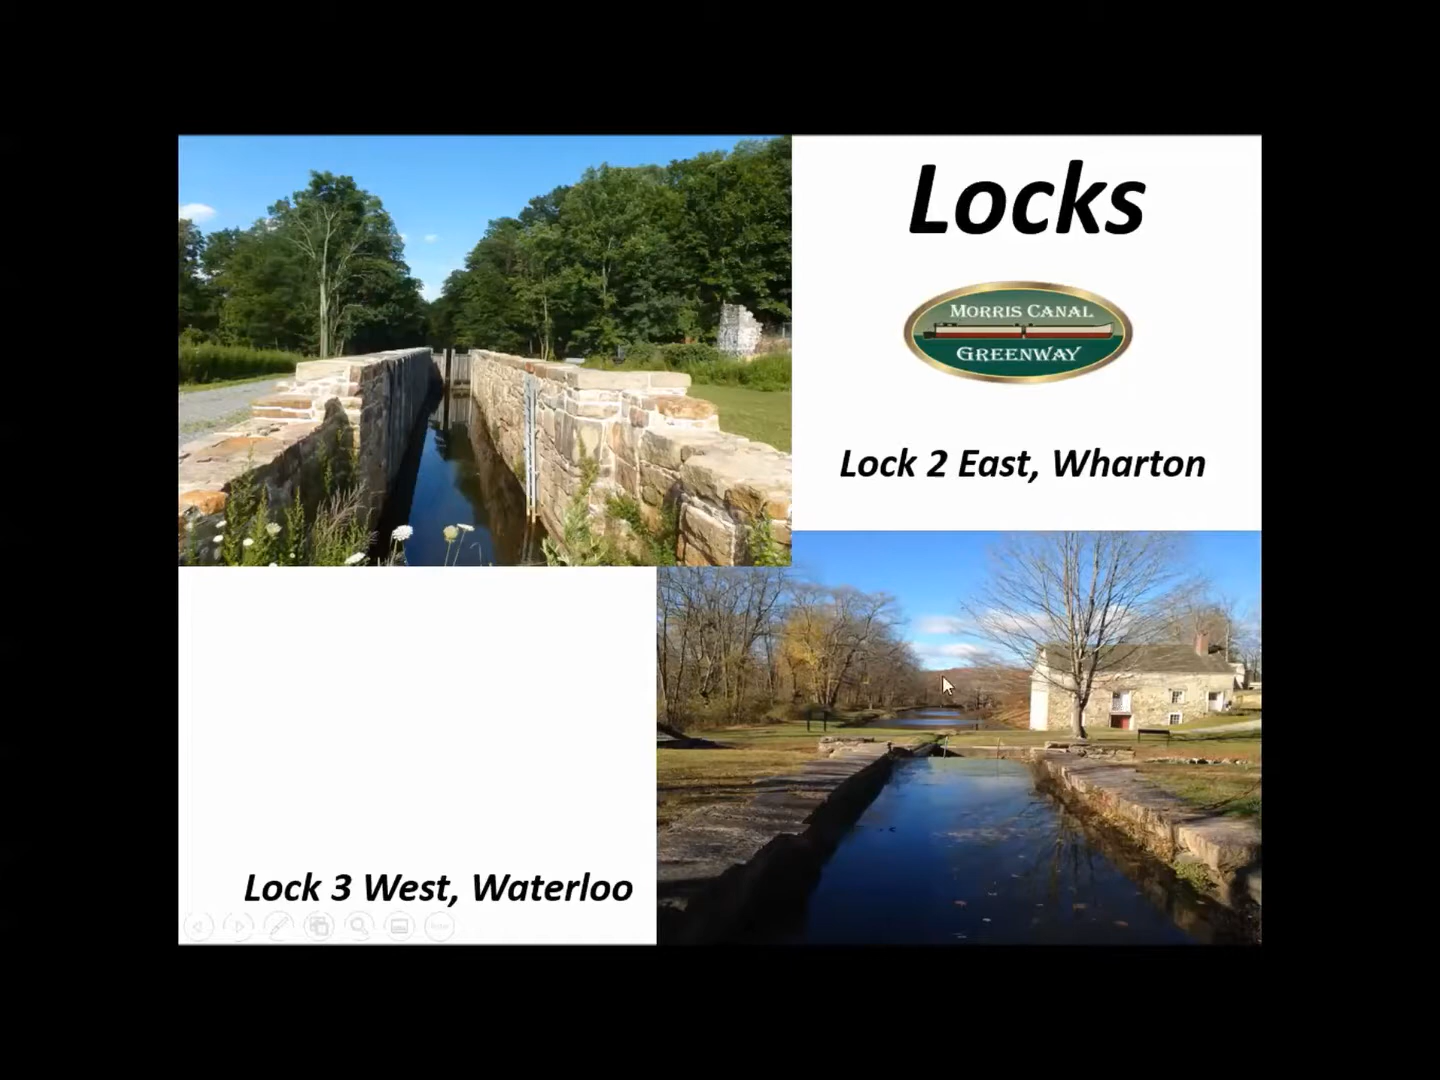 Locks
MORRIS CANAL
GREENWAY
Lock 2 East, Wharton
Lock 3 West, Waterloo